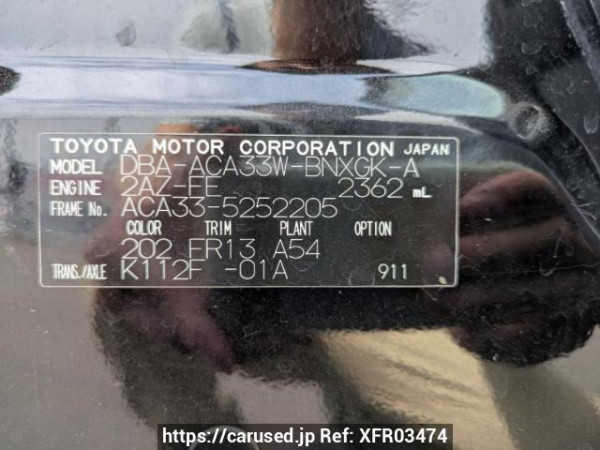 TOYOTA MOTOR CORPORATION JAPAN
MODEL DBA-ACA33W-BNXGK-A
ENGINE 2AZ-FE 2362 mL
FRAME No. ACA33-5252205
COLOR TRIM PLANT OPTION
202 FR13 A54
TRANS./AXLE K112F -01A 911
https://carused.jp Ref: XFR03474